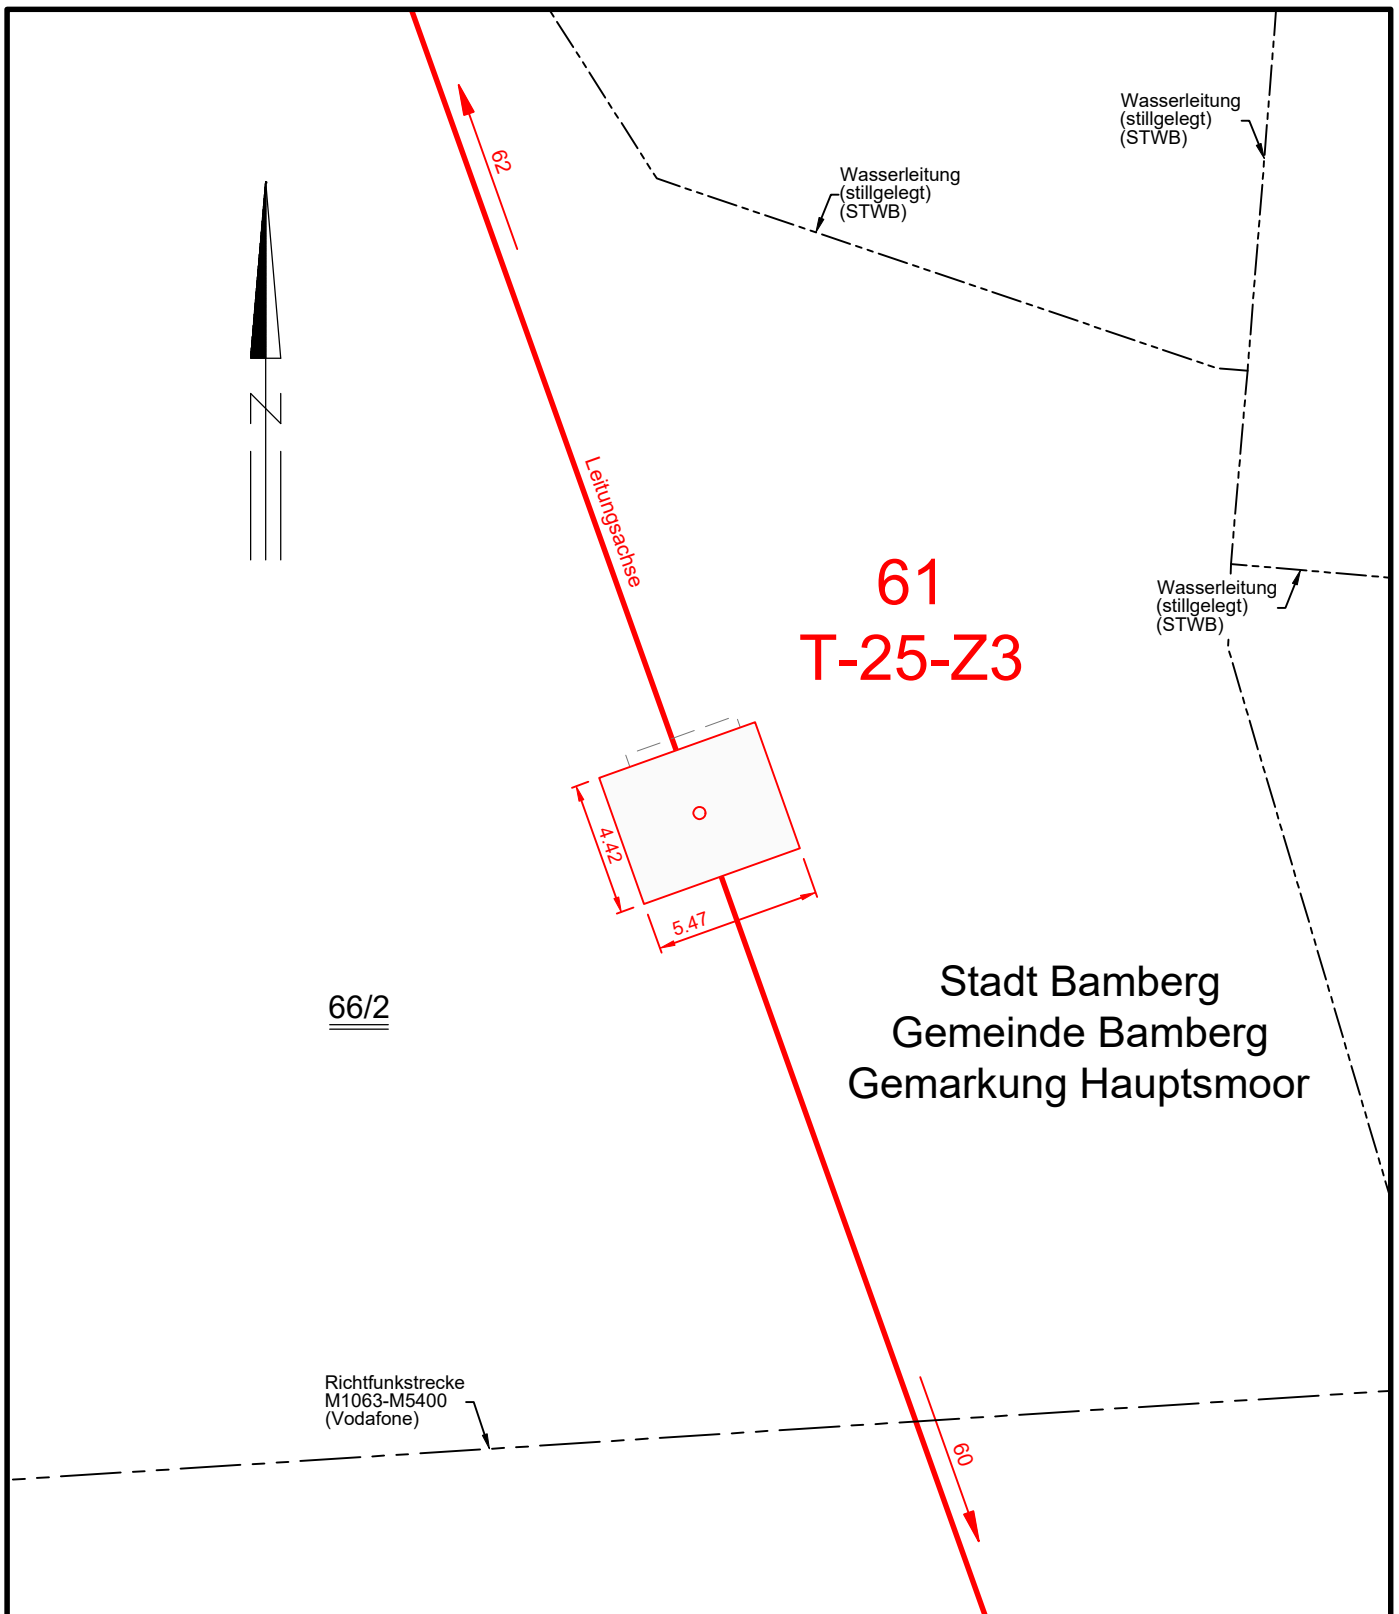 Wasserleitung
(stillgelegt)
(STWB)
62
Wasserleitung
(stillgelegt)
(STWB)
N
Leitungsachse
61
T-25-Z3
Wasserleitung
(stillgelegt)
(STWB)
4.42
5.47
Stadt Bamberg
Gemeinde Bamberg
Gemarkung Hauptsmoor
66/2
Richtfunkstrecke
M1063-M5400
(Vodafone)
60